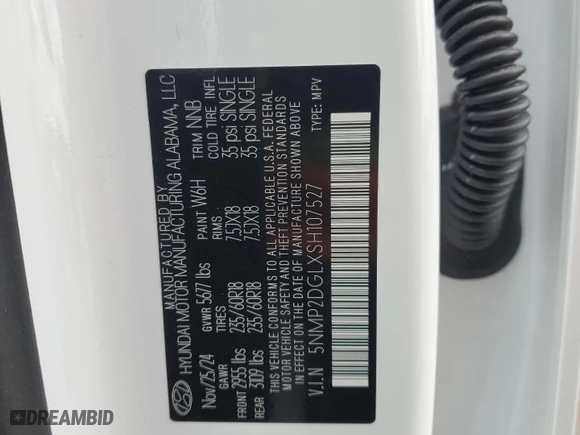 MANUFACTURED BY
HYUNDAI MOTOR MANUFACTURING ALABAMA, LLC
Nov/25/24 GVWR 5677 lbs PAINT W6H TRIM NNB
GAWR TIRES RIMS COLD TIRE INFL
FRONT 2955 lbs 235/60R18 7.5JX18 35 psi SINGLE
REAR 3109 lbs 235/60R18 7.5JX18 35 psi SINGLE
THIS VEHICLE CONFORMS TO ALL APPLICABLE U.S.A. FEDERAL
MOTOR VEHICLE SAFETY AND THEFT PREVENTION STANDARDS
IN EFFECT ON THE DATE OF MANUFACTURE SHOWN ABOVE
V.I.N 5NMP2DGLXSH107527 TYPE: MPV
DREAMBID